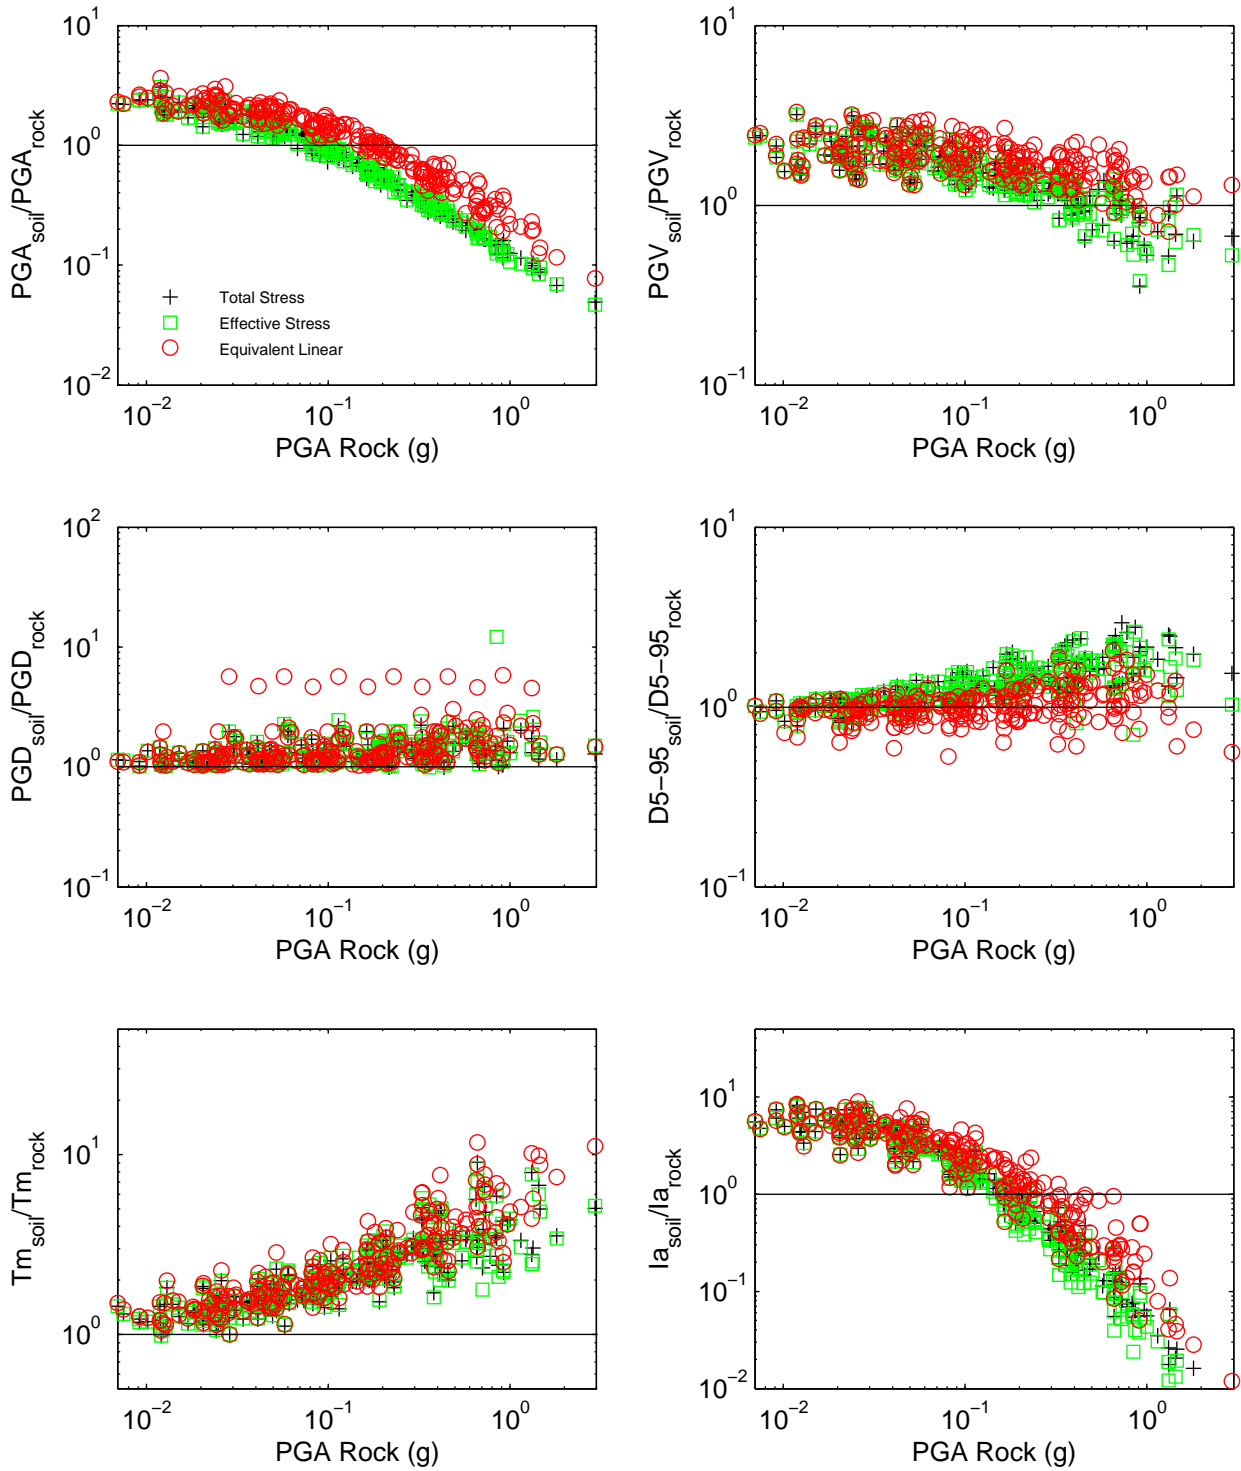 10^1
10^0
10^−1
10^−2
PGA_soil/PGA_rock
Total Stress
Effective Stress
Equivalent Linear
10^−2 10^−1 10^0
PGA Rock (g)
10^1
10^0
10^−1
PGV_soil/PGV_rock
10^−2 10^−1 10^0
PGA Rock (g)
10^2
10^1
10^0
10^−1
PGD_soil/PGD_rock
10^−2 10^−1 10^0
PGA Rock (g)
10^1
10^0
10^−1
D5−95_soil/D5−95_rock
10^−2 10^−1 10^0
PGA Rock (g)
10^1
10^0
Tm_soil/Tm_rock
10^−2 10^−1 10^0
PGA Rock (g)
10^1
10^0
10^−1
10^−2
Ia_soil/Ia_rock
10^−2 10^−1 10^0
PGA Rock (g)